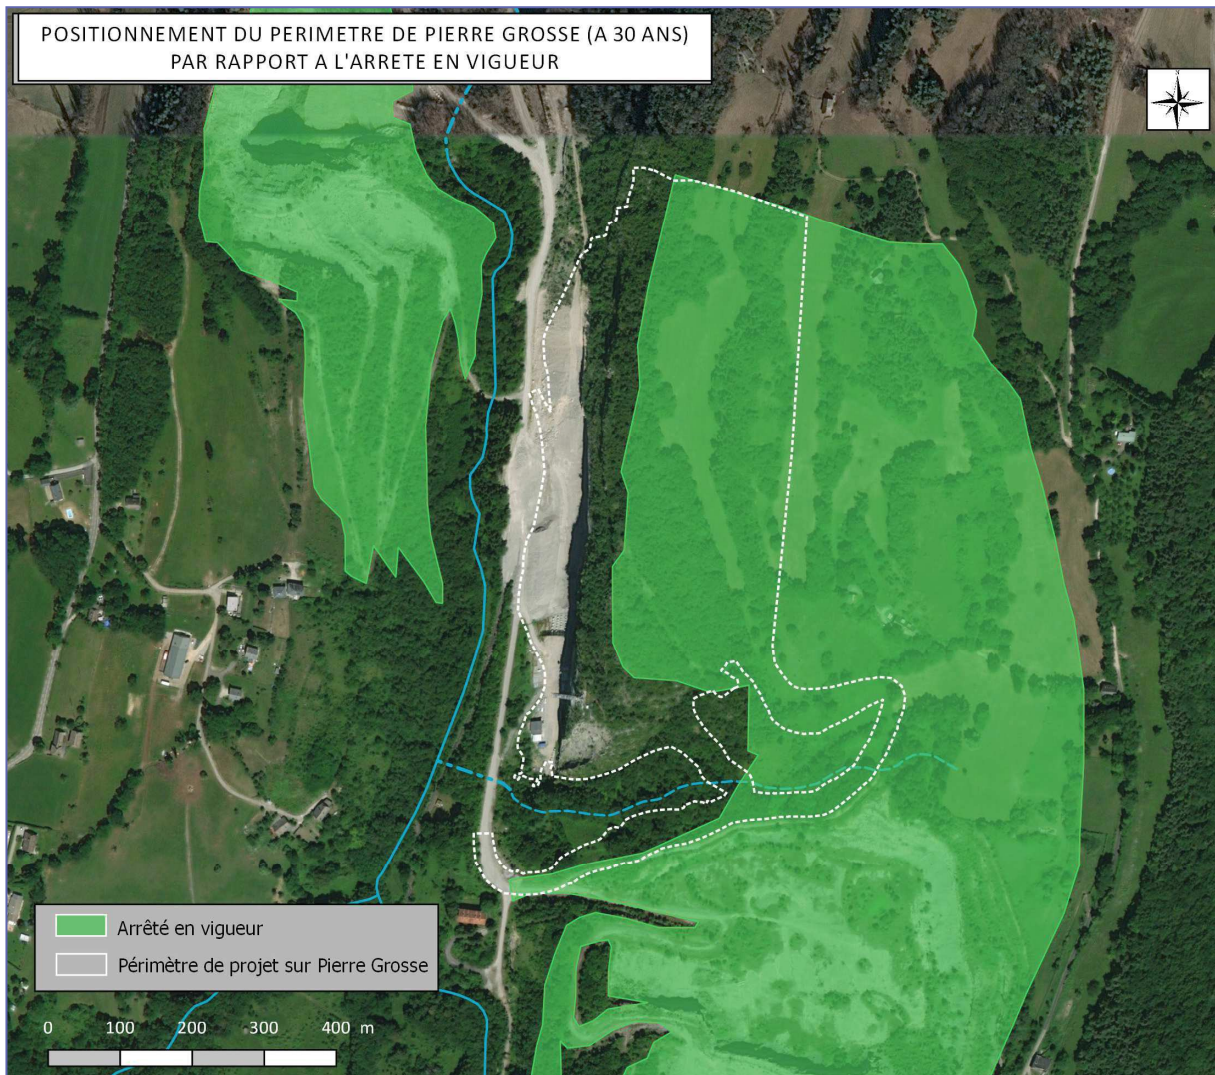 POSITIONNEMENT DU PERIMETRE DE PIERRE GROSSE (A 30 ANS)
PAR RAPPORT A L'ARRETE EN VIGUEUR
N
Arrêté en vigueur
Périmètre de projet sur Pierre Grosse
0 100 200 300 400 m